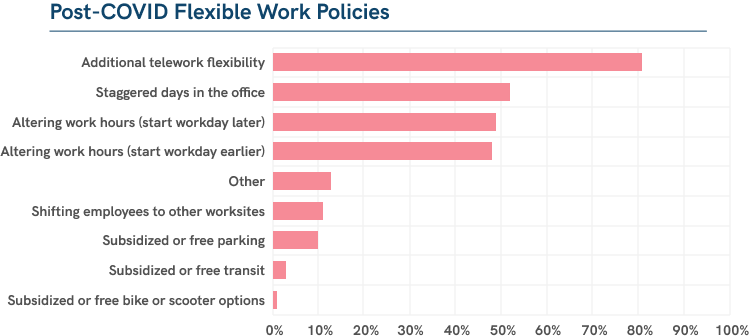 Post-COVID Flexible Work Policies
Additional telework flexibility
Staggered days in the office
Altering work hours (start workday later)
Altering work hours (start workday earlier)
Other
Shifting employees to other worksites
Subsidized or free parking
Subsidized or free transit
Subsidized or free bike or scooter options
0% 10% 20% 30% 40% 50% 60% 70% 80% 90% 100%